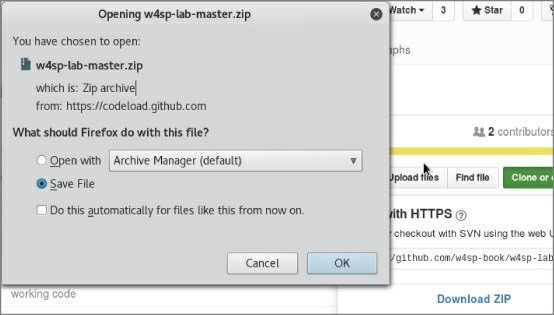 Opening w4sp-lab-master.zip
You have chosen to open:
w4sp-lab-master.zip
which is: Zip archive
from: https://codeload.github.com
What should Firefox do with this file?
Open with Archive Manager (default)
Save File
Do this automatically for files like this from now on.
Cancel OK
working code
Watch 3 Star 0
aphs
2 contributors
Upload files Find file Clone or
with HTTPS
checkout with SVN using the web
/github.com/w4sp-book/w4sp-lab
Download ZIP